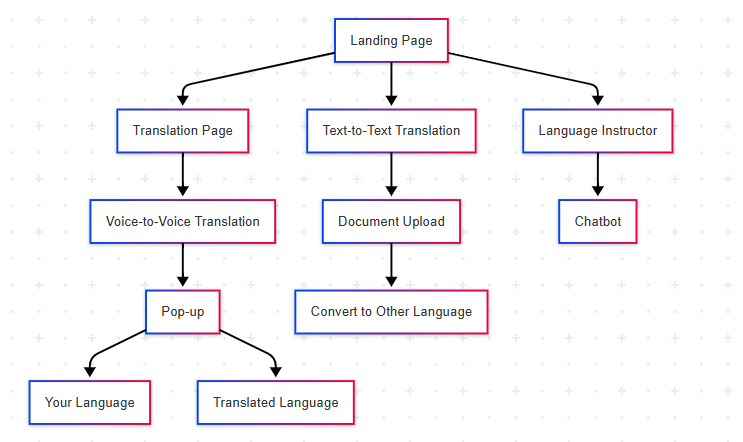 Landing Page
Translation Page
Text-to-Text Translation
Language Instructor
Voice-to-Voice Translation
Document Upload
Chatbot
Pop-up
Convert to Other Language
Your Language
Translated Language